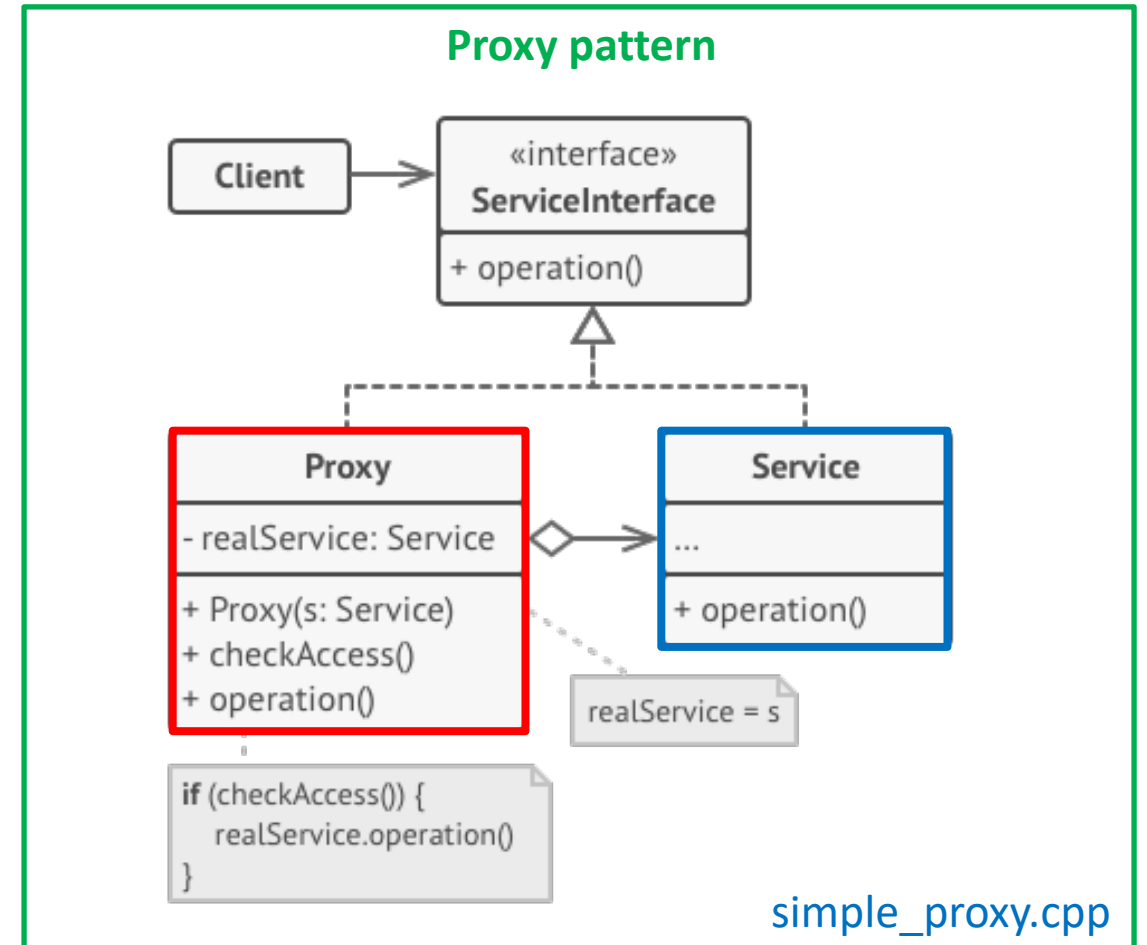 Proxy pattern
Client
«interface»
ServiceInterface
+ operation()
Proxy
- realService: Service
+ Proxy(s: Service)
+ checkAccess()
+ operation()
Service
...
+ operation()
realService = s
if (checkAccess()) {
realService.operation()
}
simple_proxy.cpp